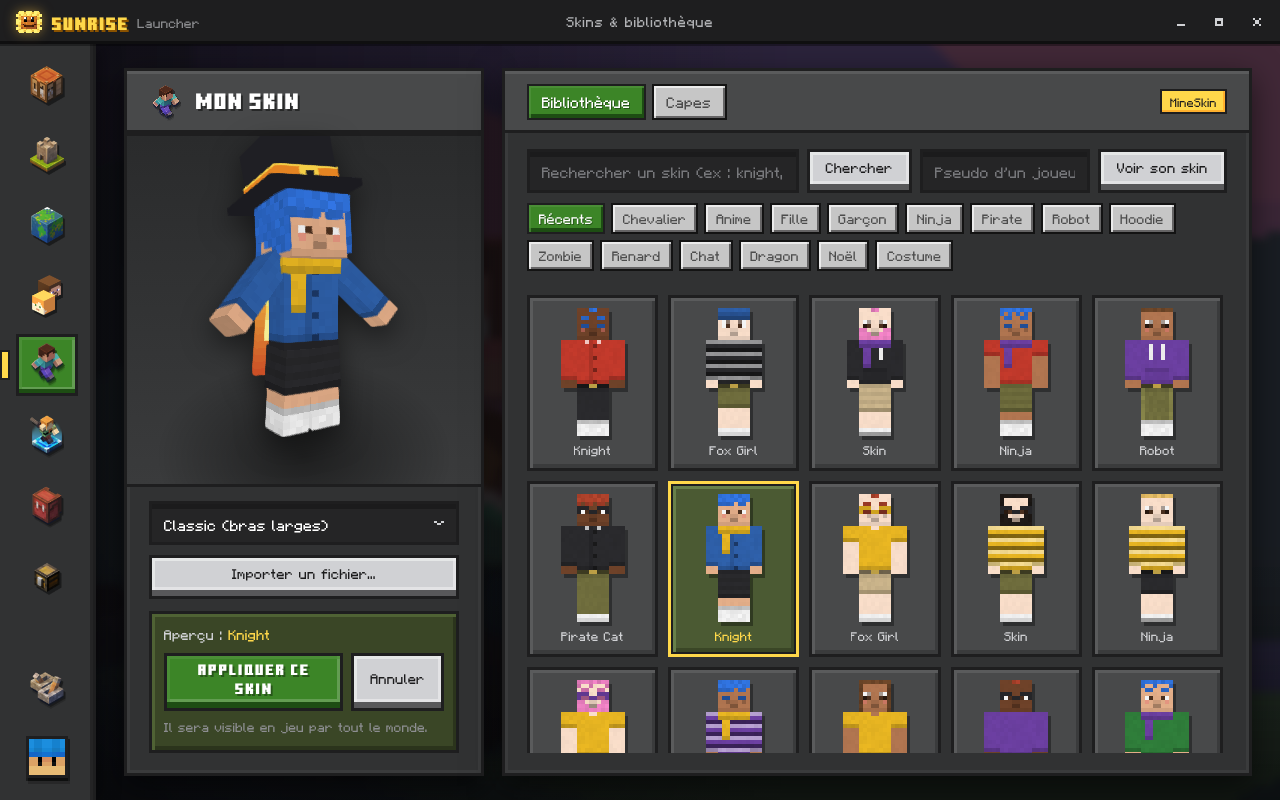 SUNRISE Launcher
Skins & bibliothèque
MON SKIN
Bibliothèque
Capes
MineSkin
Rechercher un skin (ex : knight,
Chercher
Pseudo d'un joueu
Voir son skin
Récents
Chevalier
Anime
Fille
Garçon
Ninja
Pirate
Robot
Hoodie
Zombie
Renard
Chat
Dragon
Noël
Costume
Knight
Fox Girl
Skin
Ninja
Robot
Pirate Cat
Knight
Fox Girl
Skin
Ninja
Classic (bras larges)
Importer un fichier…
Aperçu : Knight
APPLIQUER CE
SKIN
Annuler
Il sera visible en jeu par tout le monde.